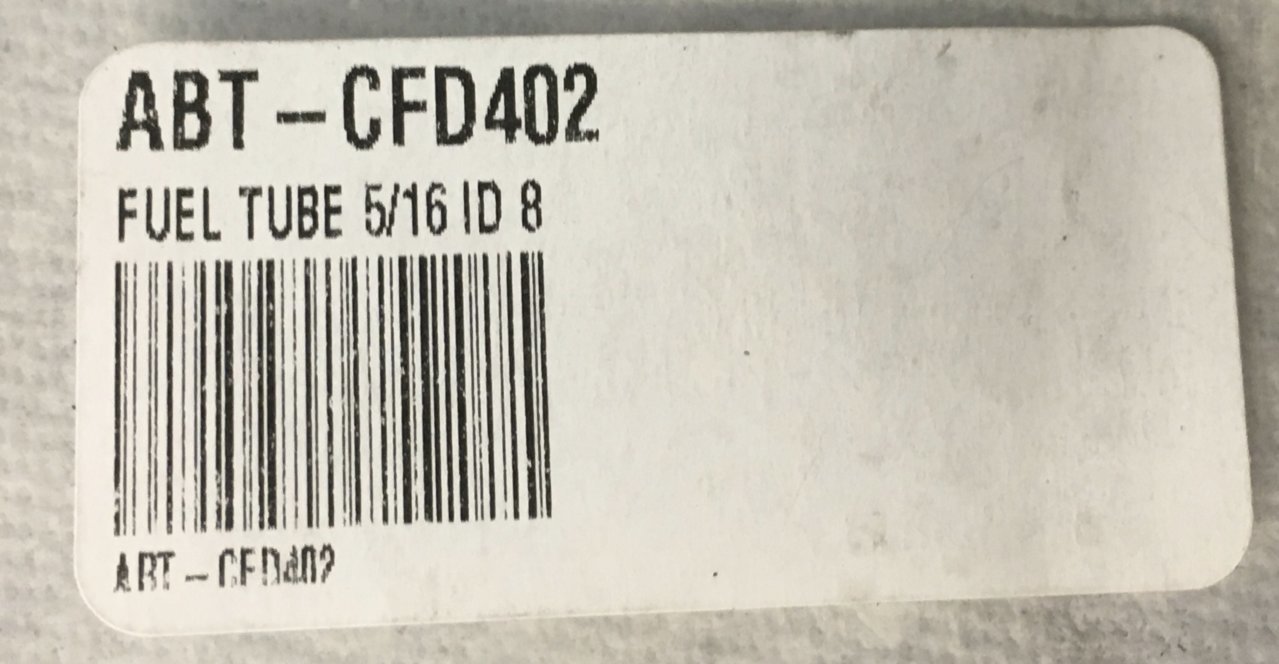 ABT-CFD402
FUEL TUBE 5/16 ID 8
ABT-CFD402